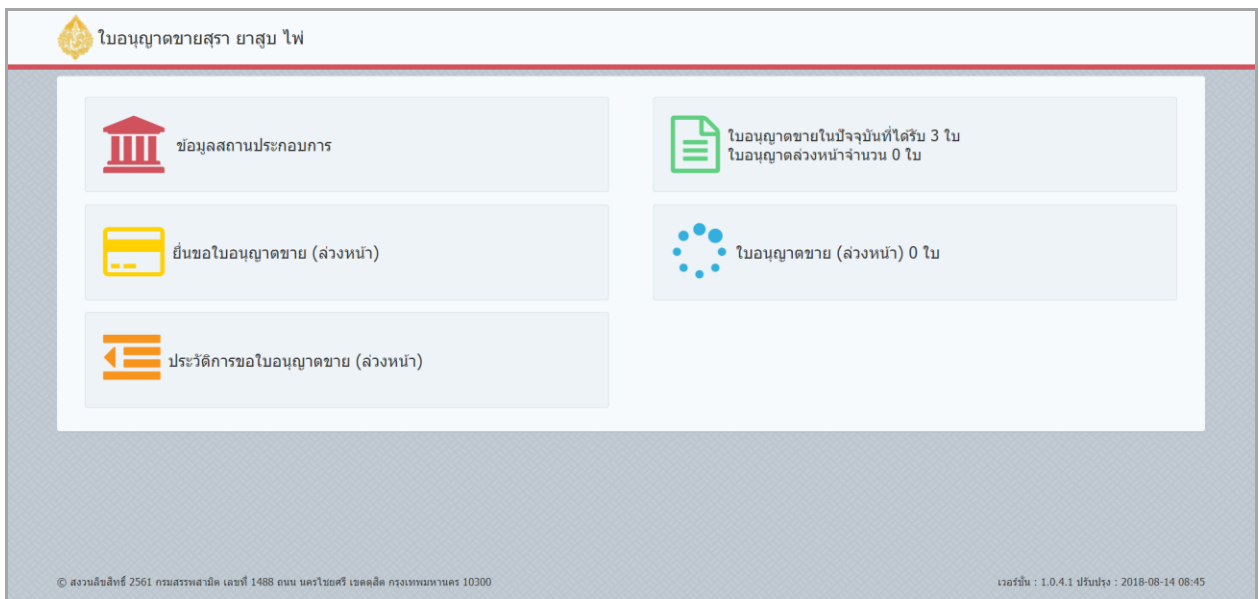 ใบอนุญาตขายสุรา ยาสูบ ไพ่
ข้อมูลสถานประกอบการ
ใบอนุญาตขายในปัจจุบันที่ได้รับ 3 ใบ
ใบอนุญาตล่วงหน้าจำนวน 0 ใบ
ยื่นขอใบอนุญาตขาย (ล่วงหน้า)
ใบอนุญาตขาย (ล่วงหน้า) 0 ใบ
ประวัติการขอใบอนุญาตขาย (ล่วงหน้า)
© สงวนลิขสิทธิ์ 2561 กรมสรรพสามิต เลขที่ 1488 ถนน นครไชยศรี เขตดุสิต กรุงเทพมหานคร 10300
เวอร์ชั่น : 1.0.4.1 ปรับปรุง : 2018-08-14 08:45